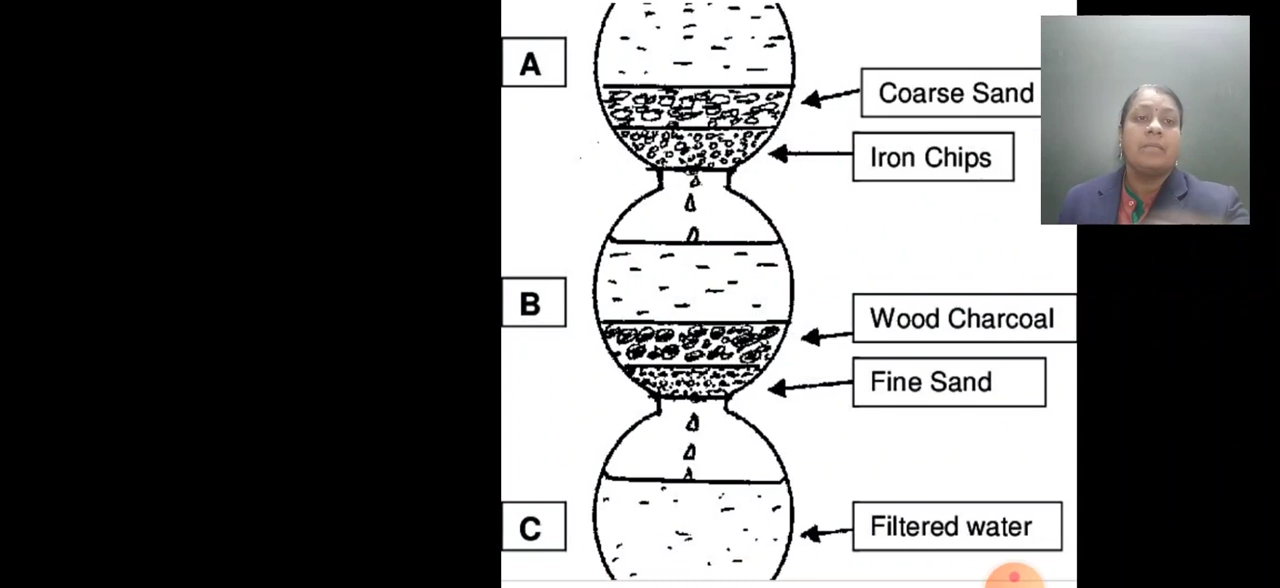 A
Coarse Sand
Iron Chips
B
Wood Charcoal
Fine Sand
C
Filtered water